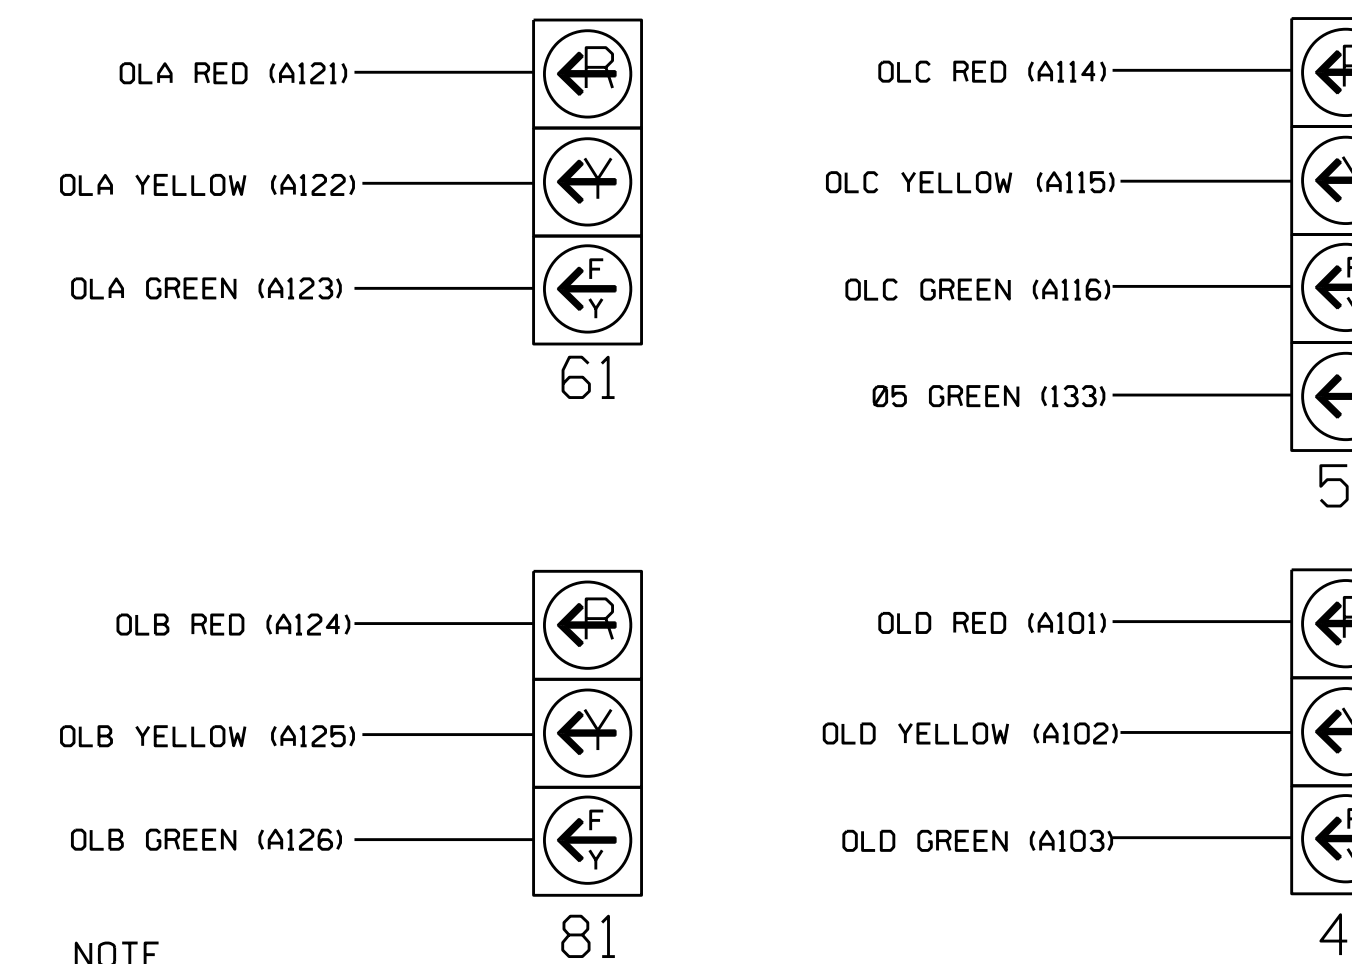 OLA RED (A121)
R
OLA YELLOW (A122)
Y
OLA GREEN (A123)
F
Y
61
OLC RED (A114)
OLC YELLOW (A115)
OLC GREEN (A116)
Ø5 GREEN (133)
5
OLB RED (A124)
R
OLB YELLOW (A125)
Y
OLB GREEN (A126)
F
Y
81
OLD RED (A101)
OLD YELLOW (A102)
OLD GREEN (A103)
4
NOTE